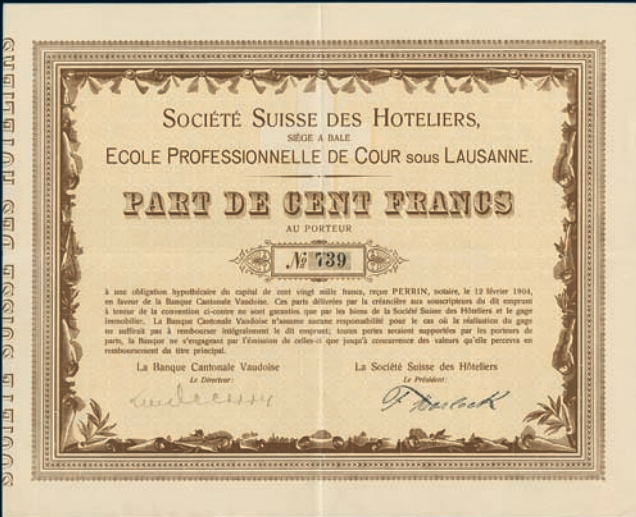 SOCIÉTÉ SUISSE DES HOTELIERS
SOCIÉTÉ SUISSE DES HOTELIERS,
SIÉGE A BALE
ECOLE PROFESSIONNELLE DE COUR SOUS LAUSANNE.
PART DE CENT FRANCS
AU PORTEUR
№ 739
à une obligation hypothécaire du capital de cent vingt mille francs, reçue PERRIN, notaire, le 12 février 1904,
en faveur de la Banque Cantonale Vaudoise. Ces parts délivrées par la créancière aux souscripteurs du dit emprunt
à teneur de la convention ci-contre ne sont garanties que par les biens de la Société Suisse des Hôteliers et le gage
immobilier. La Banque Cantonale Vaudoise n'assume aucune responsabilité pour le cas où la réalisation du gage
ne suffirait pas à rembourser intégralement le dit emprunt; toutes pertes avaient supportées par les porteurs de
parts, la Banque ne s'engageant par l'émission de celles-ci que jusqu'à concurrence des valeurs qu'elle percevra en
remboursement du titre principal.
La Banque Cantonale Vaudoise
Le Directeur:
La Société Suisse des Hôteliers
Le Président: